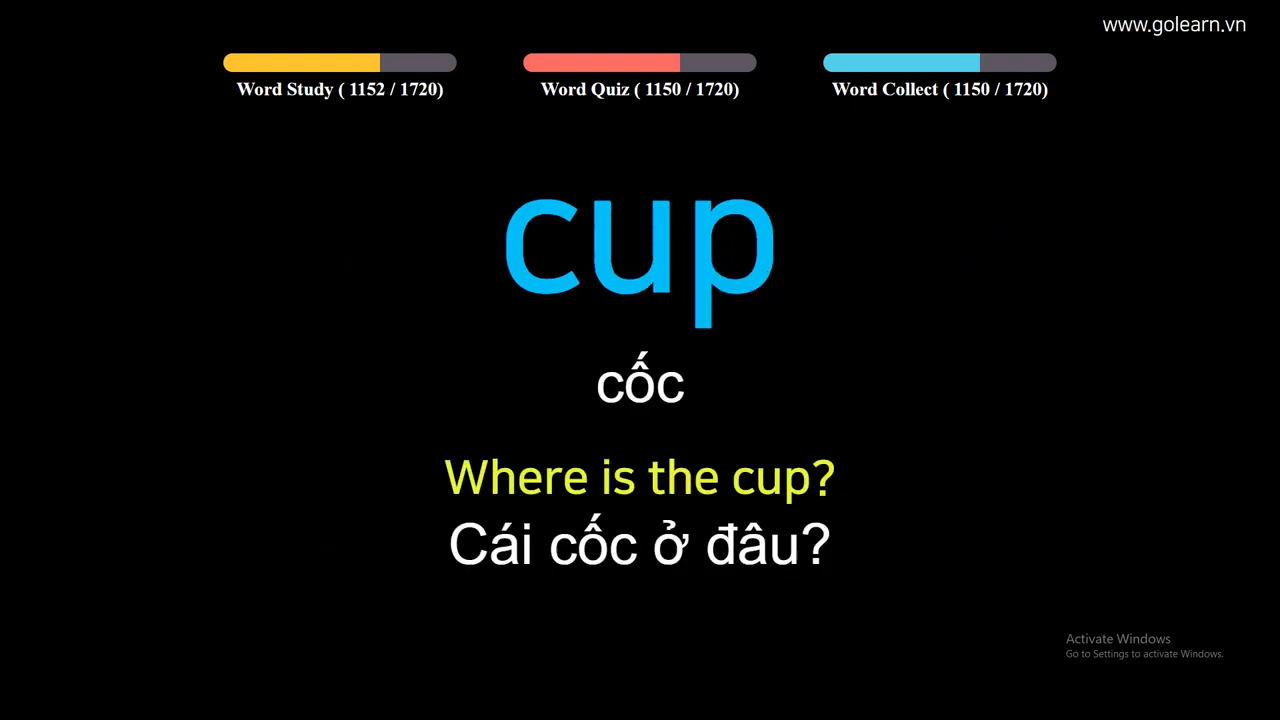 www.golearn.vn
Word Study ( 1152 / 1720)
Word Quiz ( 1150 / 1720)
Word Collect ( 1150 / 1720)
cup
cốc
Where is the cup?
Cái cốc ở đâu?
Activate Windows
Go to Settings to activate Windows.